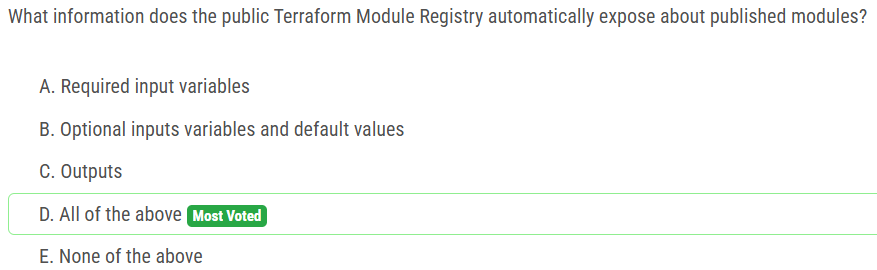 What information does the public Terraform Module Registry automatically expose about published modules?
A. Required input variables
B. Optional inputs variables and default values
C. Outputs
D. All of the above Most Voted
E. None of the above